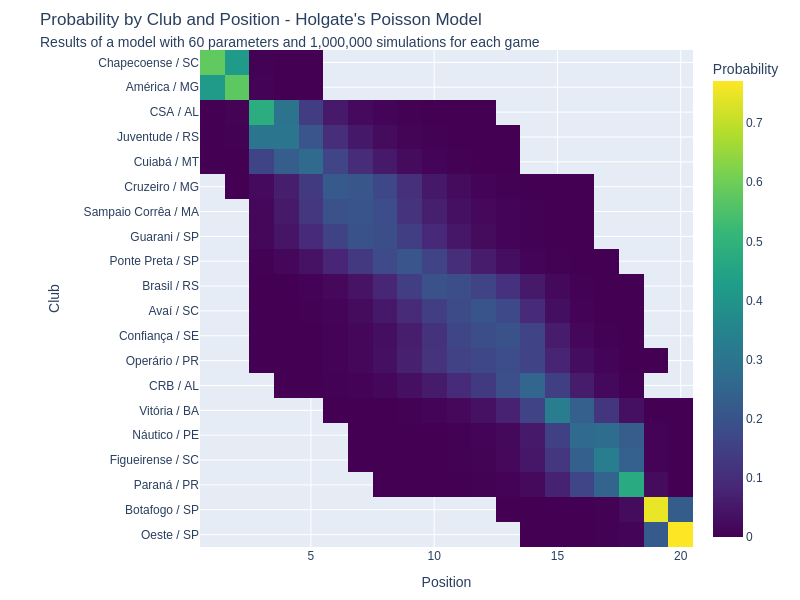 Probability by Club and Position - Holgate's Poisson Model
Results of a model with 60 parameters and 1,000,000 simulations for each game
Probability
0.7
0.6
0.5
0.4
0.3
0.2
0.1
0
Club
Chapecoense / SC
América / MG
CSA / AL
Juventude / RS
Cuiabá / MT
Cruzeiro / MG
Sampaio Corrêa / MA
Guarani / SP
Ponte Preta / SP
Brasil / RS
Avaí / SC
Confiança / SE
Operário / PR
CRB / AL
Vitória / BA
Náutico / PE
Figueirense / SC
Paraná / PR
Botafogo / SP
Oeste / SP
5 10 15 20
Position